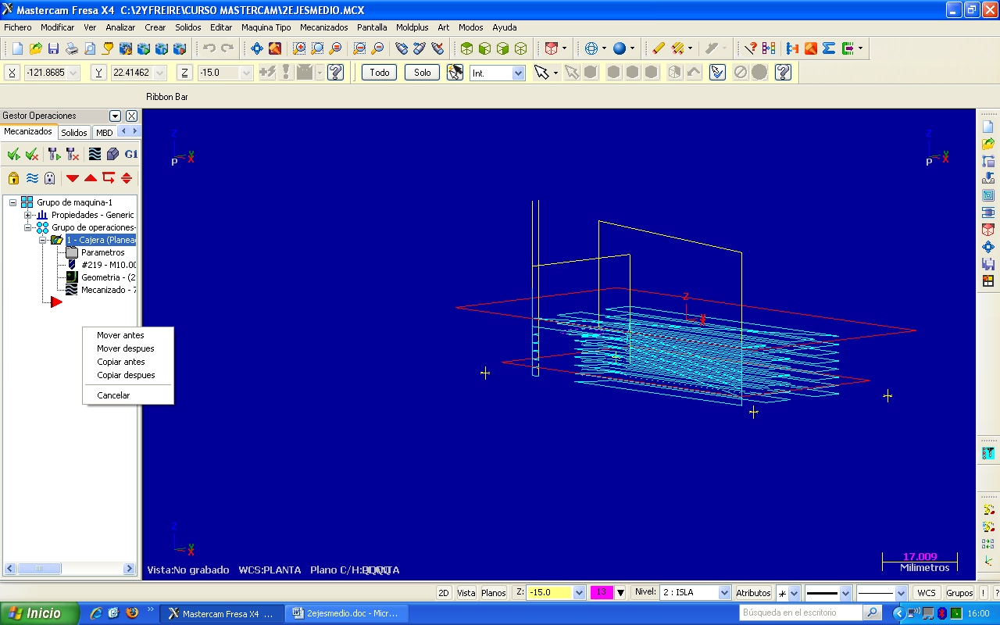 Mastercam Fresa X4 C:\2YFREIRE\CURSO MASTERCAM\2EJESMEDIO.MCX
Fichero Modificar Ver Analizar Crear Solidos Editar Maquina Tipo Mecanizados Pantalla Moldplus Art Modos Ayuda
X -121.8685 Y 22.41462 Z -15.0 Todo Solo Int.
Ribbon Bar
Gestor Operaciones
Mecanizados Solidos MBD
G1
Grupo de maquina-1
Propiedades - Generic
Grupo de operaciones-
1 - Cajera (Planead
Parametros
#219 - M10.00
Geometria - (2
Mecanizado - 7
Mover antes
Mover despues
Copiar antes
Copiar despues
Cancelar
Z
Y
X
P
Z
Y
X
P
Z
X
Z
Y
X
17.009
Milimetros
Vista:No grabado WCS:PLANTA Plano C/H:
2D Vista Planos Z: -15.0 13 Nivel: 2 : ISLA Atributos WCS Grupos ! ?
Inicio Mastercam Fresa X4 ... 2ejesmedio.doc - Micr... Búsqueda en el escritorio 16:00